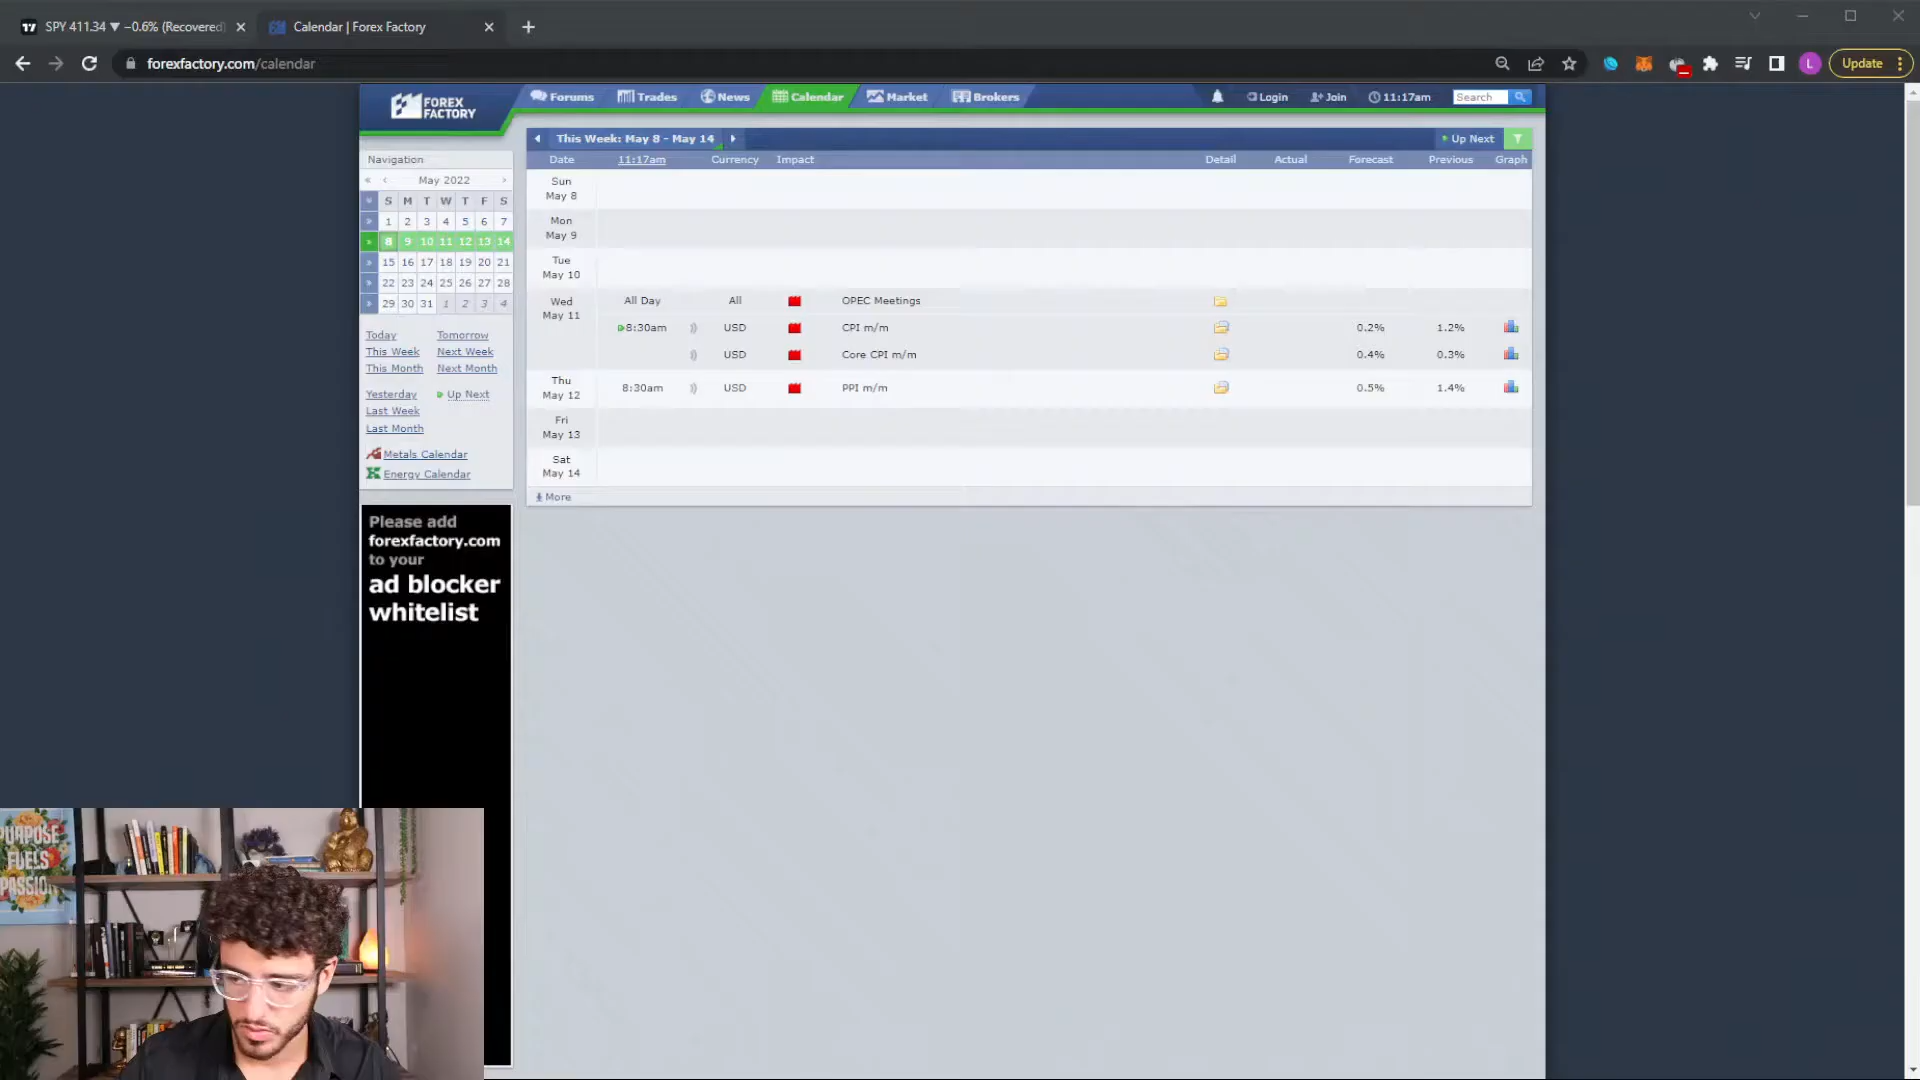 SPY 411.34 ▼ −0.6% (Recovered)
Calendar | Forex Factory
forexfactory.com/calendar
Update
FOREX
FACTORY
Forums
Trades
News
Calendar
Market
Brokers
Login
Join
11:17am
Search
This Week: May 8 - May 14
Up Next
Date 11:17am Currency Impact Detail Actual Forecast Previous Graph
Sun
May 8
Mon
May 9
Tue
May 10
Wed
May 11
All Day All OPEC Meetings
8:30am USD CPI m/m 0.2% 1.2%
USD Core CPI m/m 0.4% 0.3%
Thu
May 12
8:30am USD PPI m/m 0.5% 1.4%
Fri
May 13
Sat
May 14
More
Navigation
« ‹ May 2022 ›
S M T W T F S
» 1 2 3 4 5 6 7
» 8 9 10 11 12 13 14
» 15 16 17 18 19 20 21
» 22 23 24 25 26 27 28
» 29 30 31 1 2 3 4
Today Tomorrow
This Week Next Week
This Month Next Month
Yesterday Up Next
Last Week
Last Month
Metals Calendar
Energy Calendar
Please add
forexfactory.com
to your
ad blocker
whitelist
PURPOSE
FUELS
PASSION
L